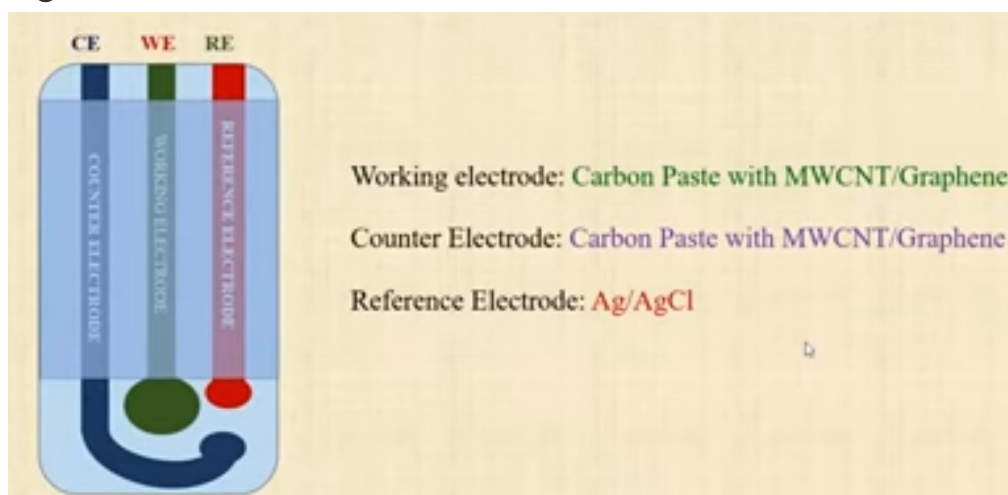 CE WE RE
COUNTER ELECTRODE
WORKING ELECTRODE
REFERENCE ELECTRODE
Working electrode: Carbon Paste with MWCNT/Graphene
Counter Electrode: Carbon Paste with MWCNT/Graphene
Reference Electrode: Ag/AgCl